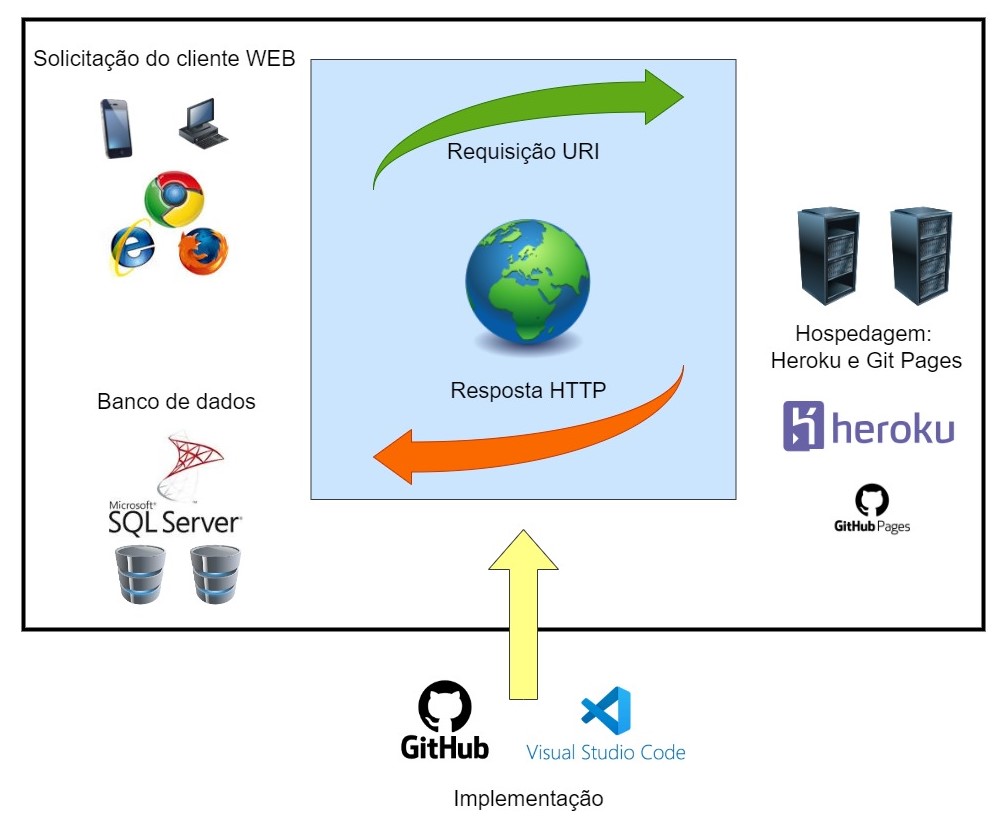 Solicitação do cliente WEB
Requisição URI
Hospedagem:
Heroku e Git Pages
heroku
GitHub Pages
Resposta HTTP
Banco de dados
Microsoft®
SQL Server®
GitHub
Visual Studio Code
Implementação